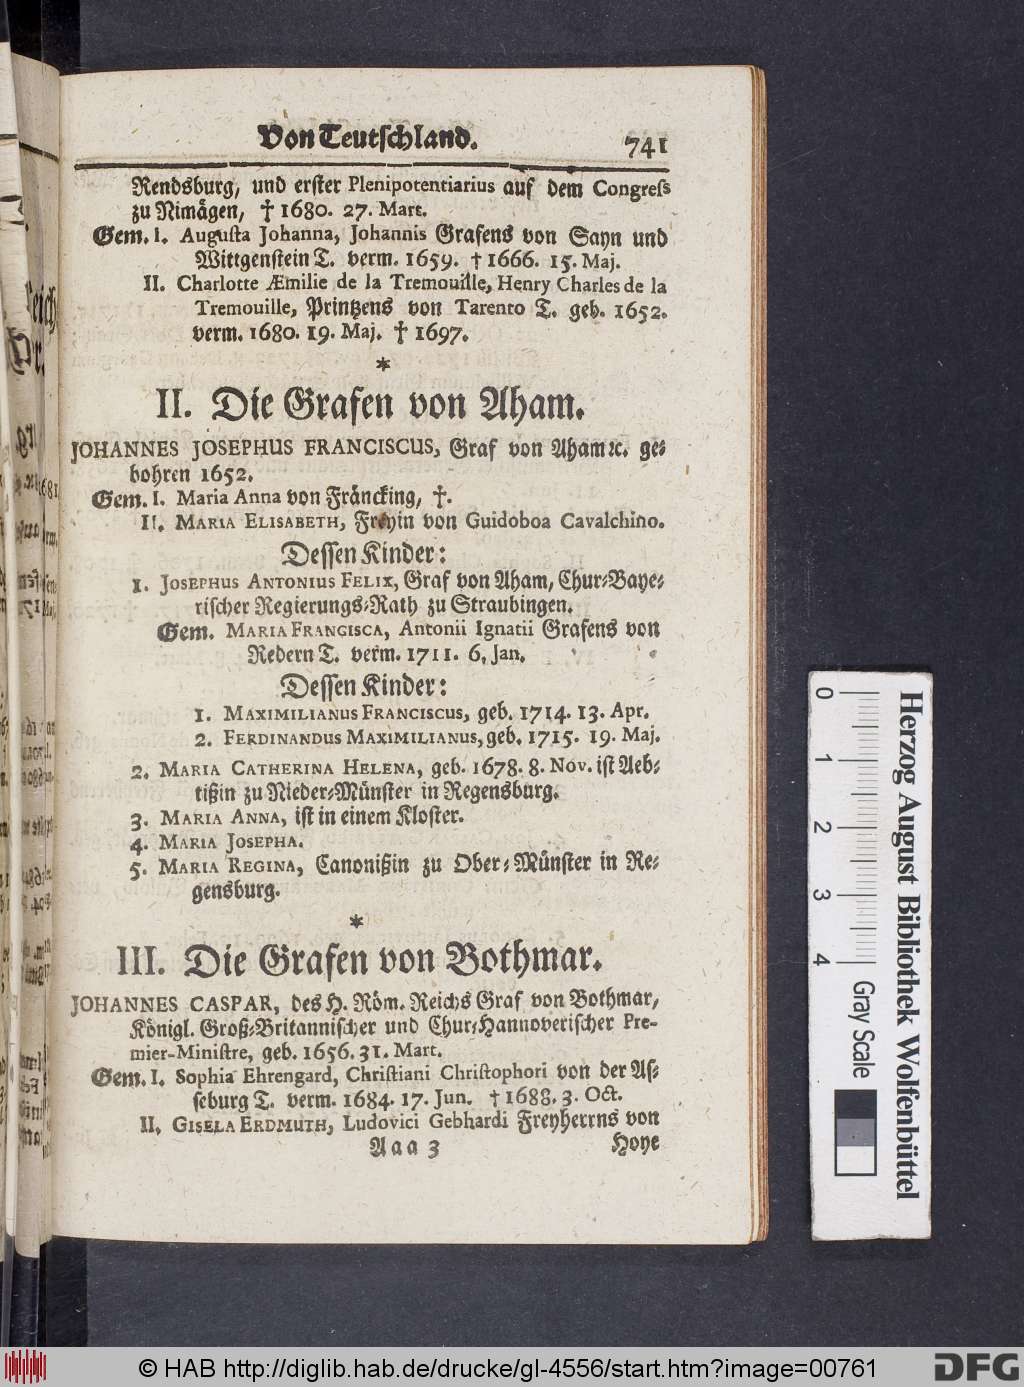 Von Teutschland. 741
Rendsburg, und erster Plenipotentiarius auf dem Congress
zu Nimägen, † 1680. 27. Mart.
Gem. I. Augusta Johanna, Johannis Grafens von Sayn und
Wittgenstein T. verm. 1659. † 1666. 15. Maj.
II. Charlotte Æmilie de la Tremouille, Henry Charles de la
Tremouille, Printzens von Tarento T. geb. 1652.
verm. 1680. 19. Maj. † 1697.
*
II. Die Grafen von Aham.
JOHANNES JOSEPHUS FRANCISCUS, Graf von Aham ꝛc. ge-
bohren 1652.
Gem. I. Maria Anna von Fräncking, †.
II. MARIA ELISABETH, Freyin von Guidoboa Cavalchino.
Dessen Kinder:
1. JOSEPHUS ANTONIUS FELIX, Graf von Aham, Chur-Baye-
rischer Regierungs-Rath zu Straubingen.
Gem. MARIA FRANGISCA, Antonii Ignatii Grafens von
Redern T. verm. 1711. 6. Jan.
Dessen Kinder:
1. MAXIMILIANUS FRANCISCUS, geb. 1714. 13. Apr.
2. FERDINANDUS MAXIMILIANUS, geb. 1715. 19. Maj.
2. MARIA CATHERINA HELENA, geb. 1678. 8. Nov. ist Aeb-
tißin zu Nieder-Münster in Regensburg.
3. MARIA ANNA, ist in einem Kloster.
4. MARIA JOSEPHA.
5. MARIA REGINA, Canonißin zu Ober-Münster in Re-
gensburg.
*
III. Die Grafen von Bothmar.
JOHANNES CASPAR, des H. Röm. Reichs Graf von Bothmar,
Königl. Groß-Britannischer und Chur-Hannoverischer Pre-
mier-Ministre, geb. 1656. 31. Mart.
Gem. I. Sophia Ehrengard, Christiani Christophori von der As-
seburg T. verm. 1684. 17. Jun. † 1688. 3. Oct.
II. GISELA ERDMUTH, Ludovici Gebhardi Freyherrns von
Aaa 3 Hoye
0 1 2 3 4
Herzog August Bibliothek Wolfenbüttel
Gray Scale
© HAB http://diglib.hab.de/drucke/gl-4556/start.htm?image=00761
DFG